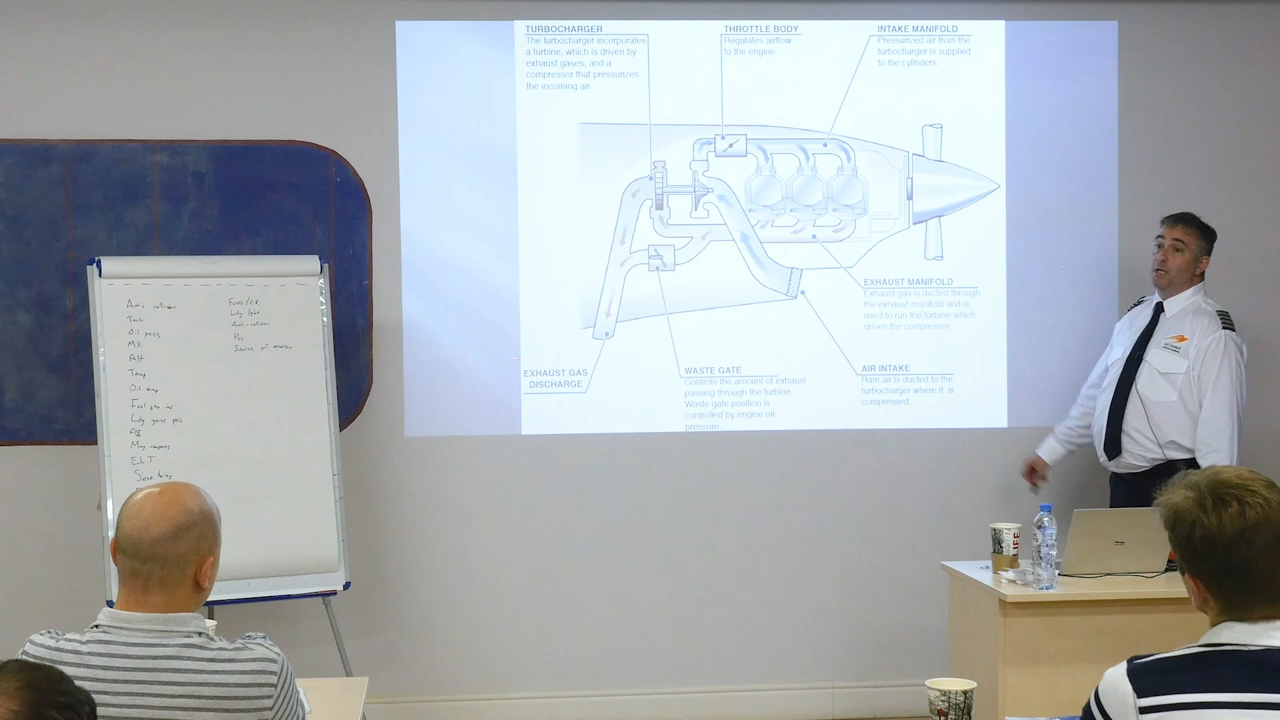 TURBOCHARGER
The turbocharger incorporates
a turbine, which is driven by
exhaust gases, and a
compressor that pressurizes
the incoming air.
THROTTLE BODY
Regulates airflow
to the engine.
INTAKE MANIFOLD
Pressurized air from the
turbocharger is supplied
to the cylinders.
EXHAUST MANIFOLD
Exhaust gas is ducted through
the exhaust manifold and is
used to run the turbine which
drives the compressor.
EXHAUST GAS
DISCHARGE
WASTE GATE
Controls the amount of exhaust
passing through the turbine.
Waste gate position is
controlled by engine oil
pressure.
AIR INTAKE
Ram air is ducted to the
turbocharger where it is
compressed.
Anti collision
Tach
Oil press
M.P.
Alt
Temp
Oil temp
Fuel
Ldg gear pos
Mag compass
ELT
Seat belts
Ldg light
Anti-collision
Pos
Source of energy